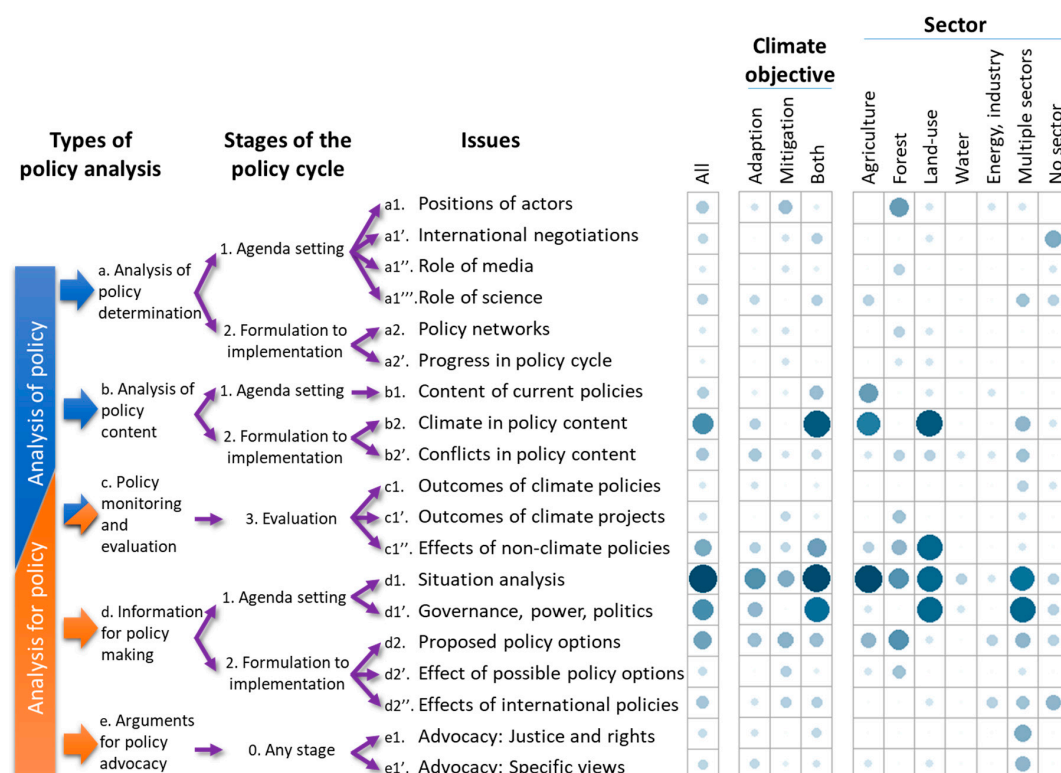 Sector
Climate
objective
Types of
policy analysis
Stages of the
policy cycle
Issues
All
Adaption
Mitigation
Both
Agriculture
Forest
Land-use
Water
Energy, industry
Multiple sectors
No sector
Analysis of policy
Analysis for policy
a. Analysis of
policy
determination
1. Agenda setting
a1. Positions of actors
a1'. International negotiations
a1''. Role of media
a1'''. Role of science
2. Formulation to
implementation
a2. Policy networks
a2'. Progress in policy cycle
b. Analysis of
policy
content
1. Agenda setting
b1. Content of current policies
2. Formulation to
implementation
b2. Climate in policy content
b2'. Conflicts in policy content
c. Policy
monitoring
and
evaluation
3. Evaluation
c1. Outcomes of climate policies
c1'. Outcomes of climate projects
c1''. Effects of non-climate policies
d. Information
for policy
making
1. Agenda setting
d1. Situation analysis
d1'. Governance, power, politics
2. Formulation to
implementation
d2. Proposed policy options
d2'. Effect of possible policy options
d2''. Effects of international policies
e. Arguments
for policy
advocacy
0. Any stage
e1. Advocacy: Justice and rights
e1'. Advocacy: Specific views